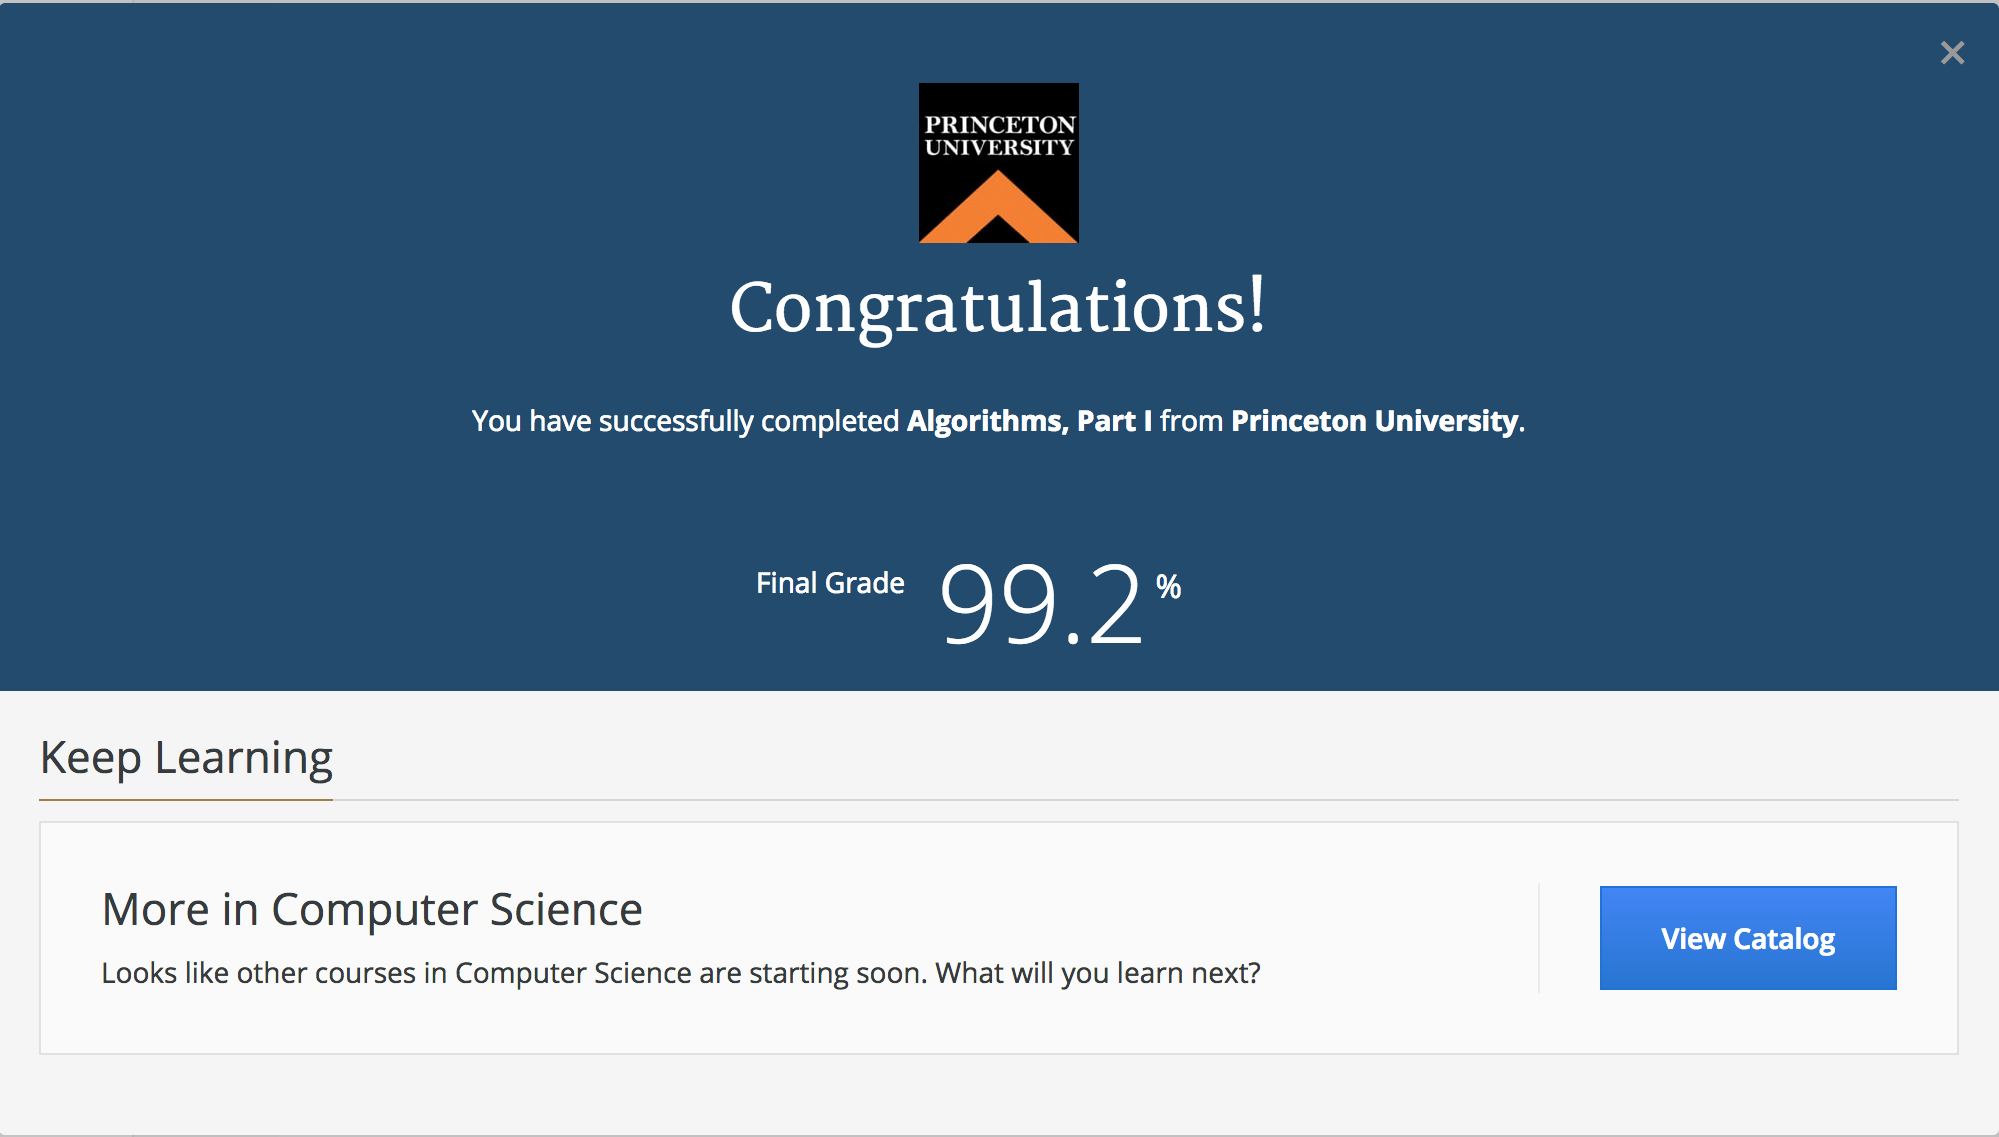 PRINCETON
UNIVERSITY
Congratulations!
You have successfully completed Algorithms, Part I from Princeton University.
Final Grade 99.2 %
Keep Learning
More in Computer Science
Looks like other courses in Computer Science are starting soon. What will you learn next?
View Catalog